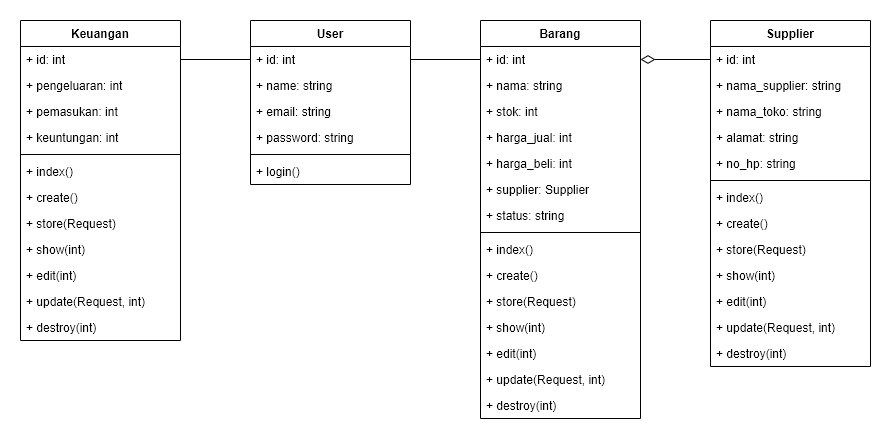 Keuangan
+ id: int
+ pengeluaran: int
+ pemasukan: int
+ keuntungan: int
+ index()
+ create()
+ store(Request)
+ show(int)
+ edit(int)
+ update(Request, int)
+ destroy(int)
User
+ id: int
+ name: string
+ email: string
+ password: string
+ login()
Barang
+ id: int
+ nama: string
+ stok: int
+ harga_jual: int
+ harga_beli: int
+ supplier: Supplier
+ status: string
+ index()
+ create()
+ store(Request)
+ show(int)
+ edit(int)
+ update(Request, int)
+ destroy(int)
Supplier
+ id: int
+ nama_supplier: string
+ nama_toko: string
+ alamat: string
+ no_hp: string
+ index()
+ create()
+ store(Request)
+ show(int)
+ edit(int)
+ update(Request, int)
+ destroy(int)